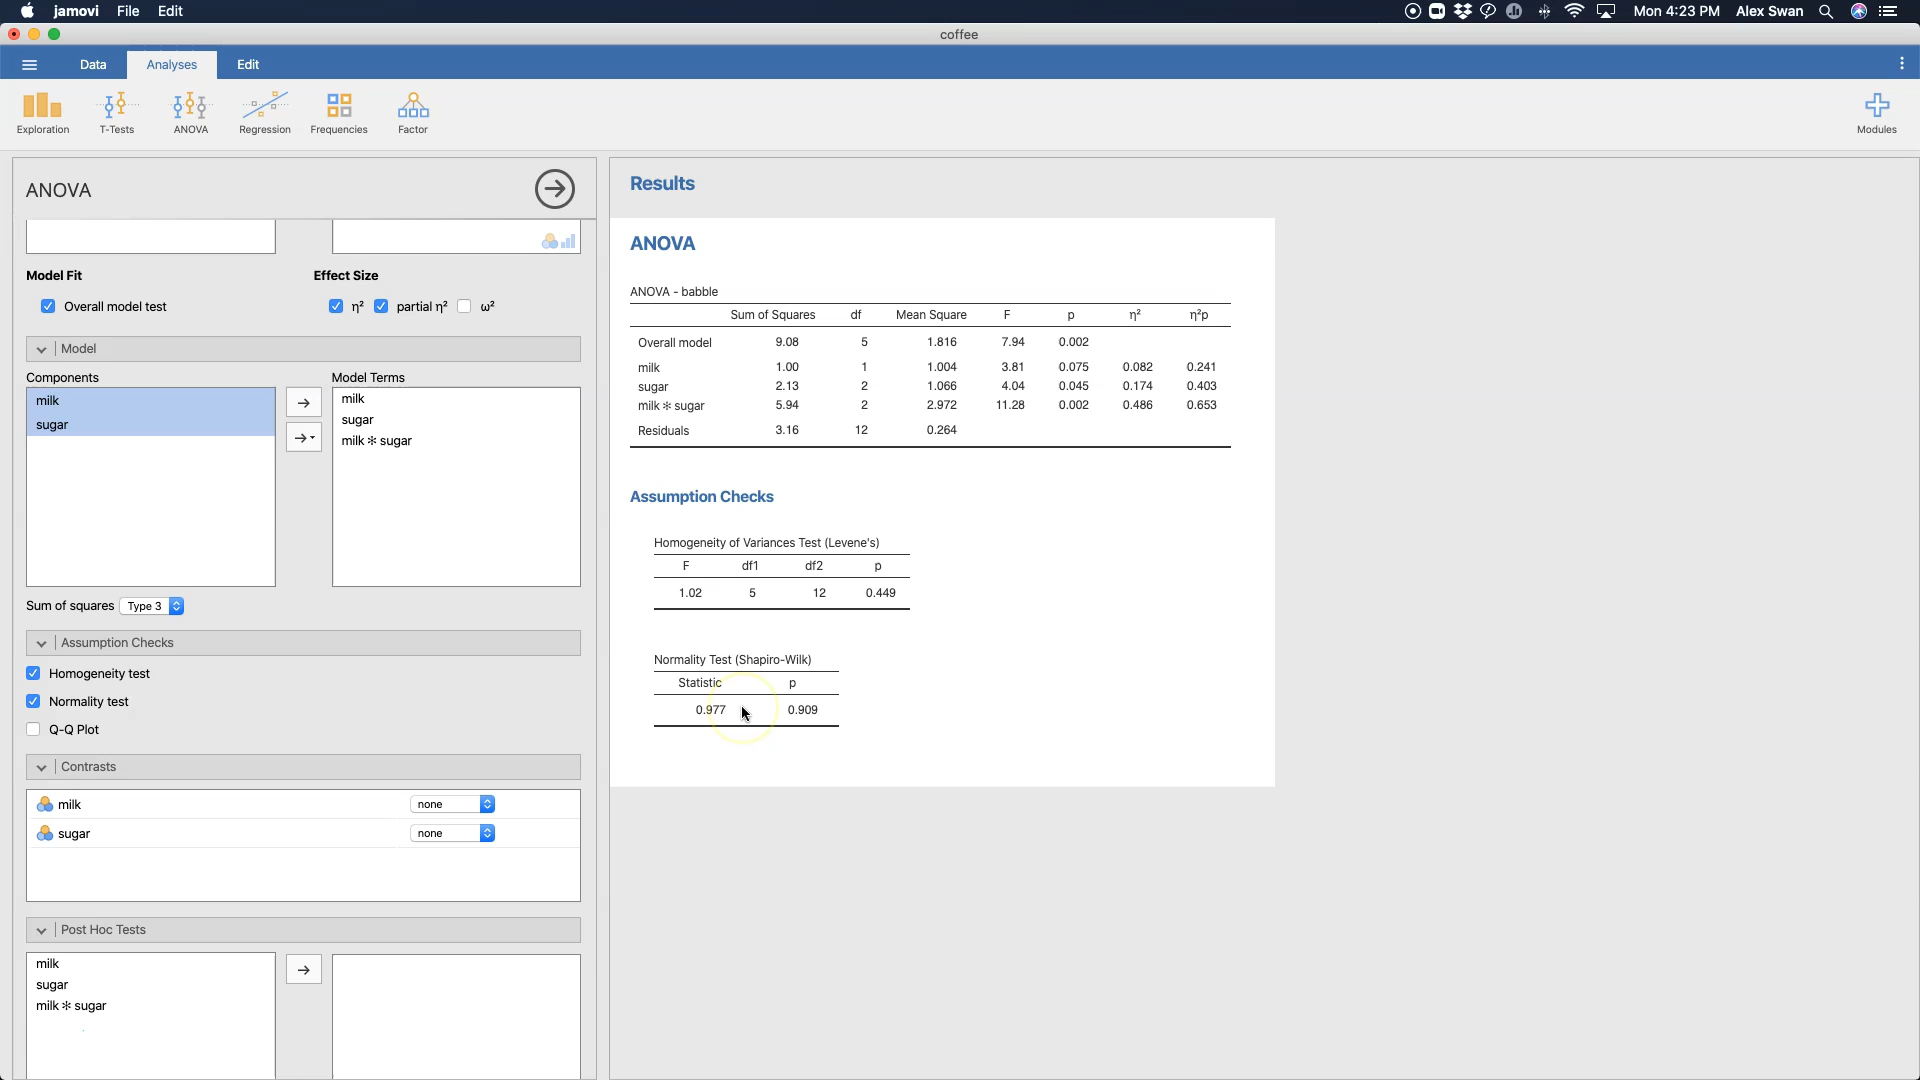 jamovi File Edit Mon 4:23 PM Alex Swan
coffee
Data Analyses Edit
Exploration T-Tests ANOVA Regression Frequencies Factor Modules
ANOVA
Model Fit Effect Size
Overall model test η² partial η² ω²
Model
Components Model Terms
milk milk
sugar sugar
milk ✻ sugar
Sum of squares Type 3
Assumption Checks
Homogeneity test
Normality test
Q-Q Plot
Contrasts
milk none
sugar none
Post Hoc Tests
milk
sugar
milk ✻ sugar
Results
ANOVA
ANOVA - babble
Sum of Squares df Mean Square F p η² η²p
Overall model 9.08 5 1.816 7.94 0.002
milk 1.00 1 1.004 3.81 0.075 0.082 0.241
sugar 2.13 2 1.066 4.04 0.045 0.174 0.403
milk ✻ sugar 5.94 2 2.972 11.28 0.002 0.486 0.653
Residuals 3.16 12 0.264
Assumption Checks
Homogeneity of Variances Test (Levene's)
F df1 df2 p
1.02 5 12 0.449
Normality Test (Shapiro-Wilk)
Statistic p
0.977 0.909